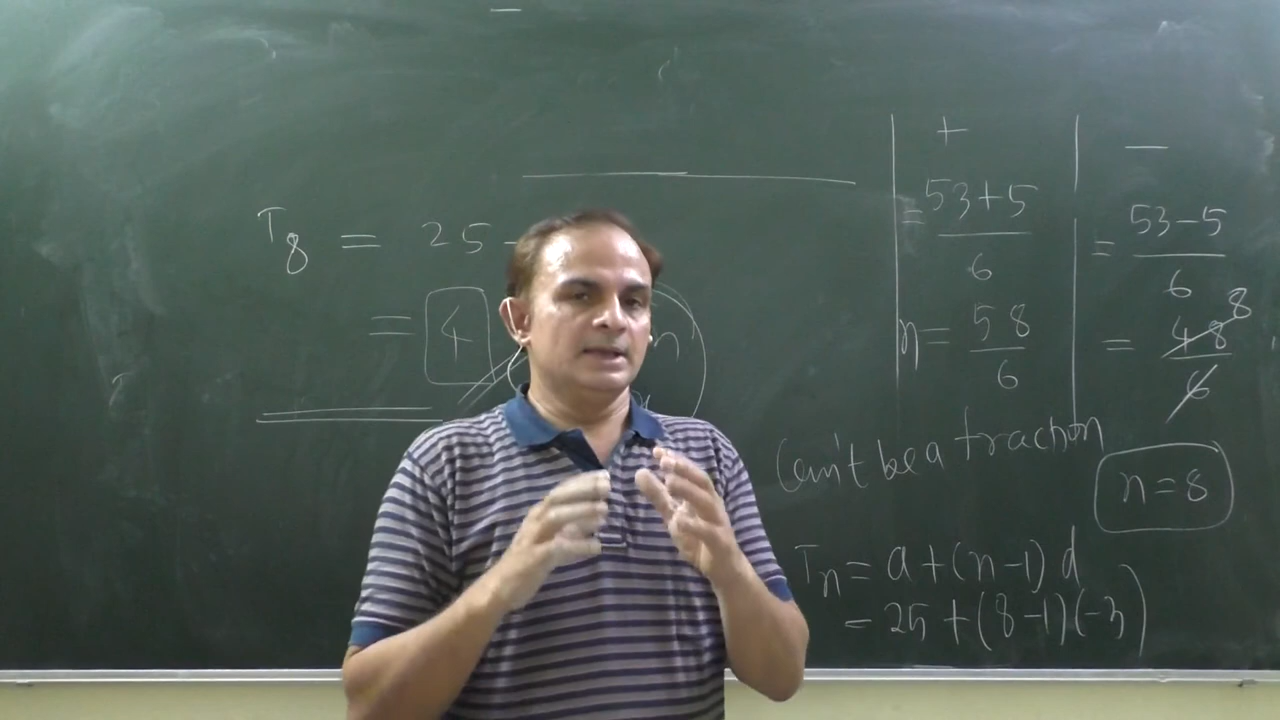 T8 = 25 -
= 4
n
+
= 53+5
6
n = 58
6
Can't be a fraction
-
= 53-5
6
= 48 8
6
n=8
Tn = a+(n-1)d
= 25+(8-1)(-3)